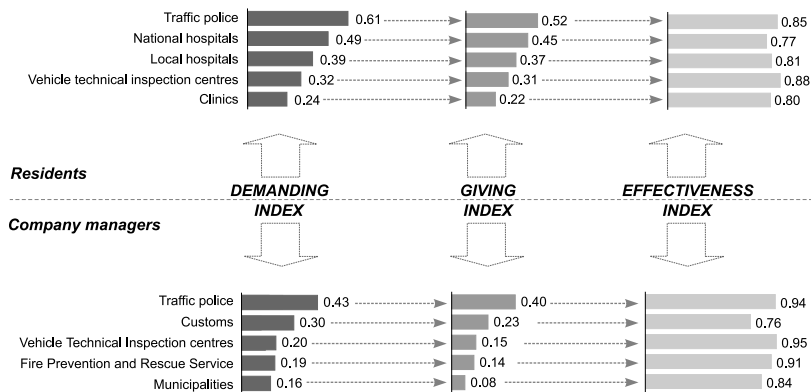 Traffic police 0.61 0.52 0.85
National hospitals 0.49 0.45 0.77
Local hospitals 0.39 0.37 0.81
Vehicle technical inspection centres 0.32 0.31 0.88
Clinics 0.24 0.22 0.80
Residents
DEMANDING GIVING EFFECTIVENESS
INDEX INDEX INDEX
Company managers
Traffic police 0.43 0.40 0.94
Customs 0.30 0.23 0.76
Vehicle Technical Inspection centres 0.20 0.15 0.95
Fire Prevention and Rescue Service 0.19 0.14 0.91
Municipalities 0.16 0.08 0.84